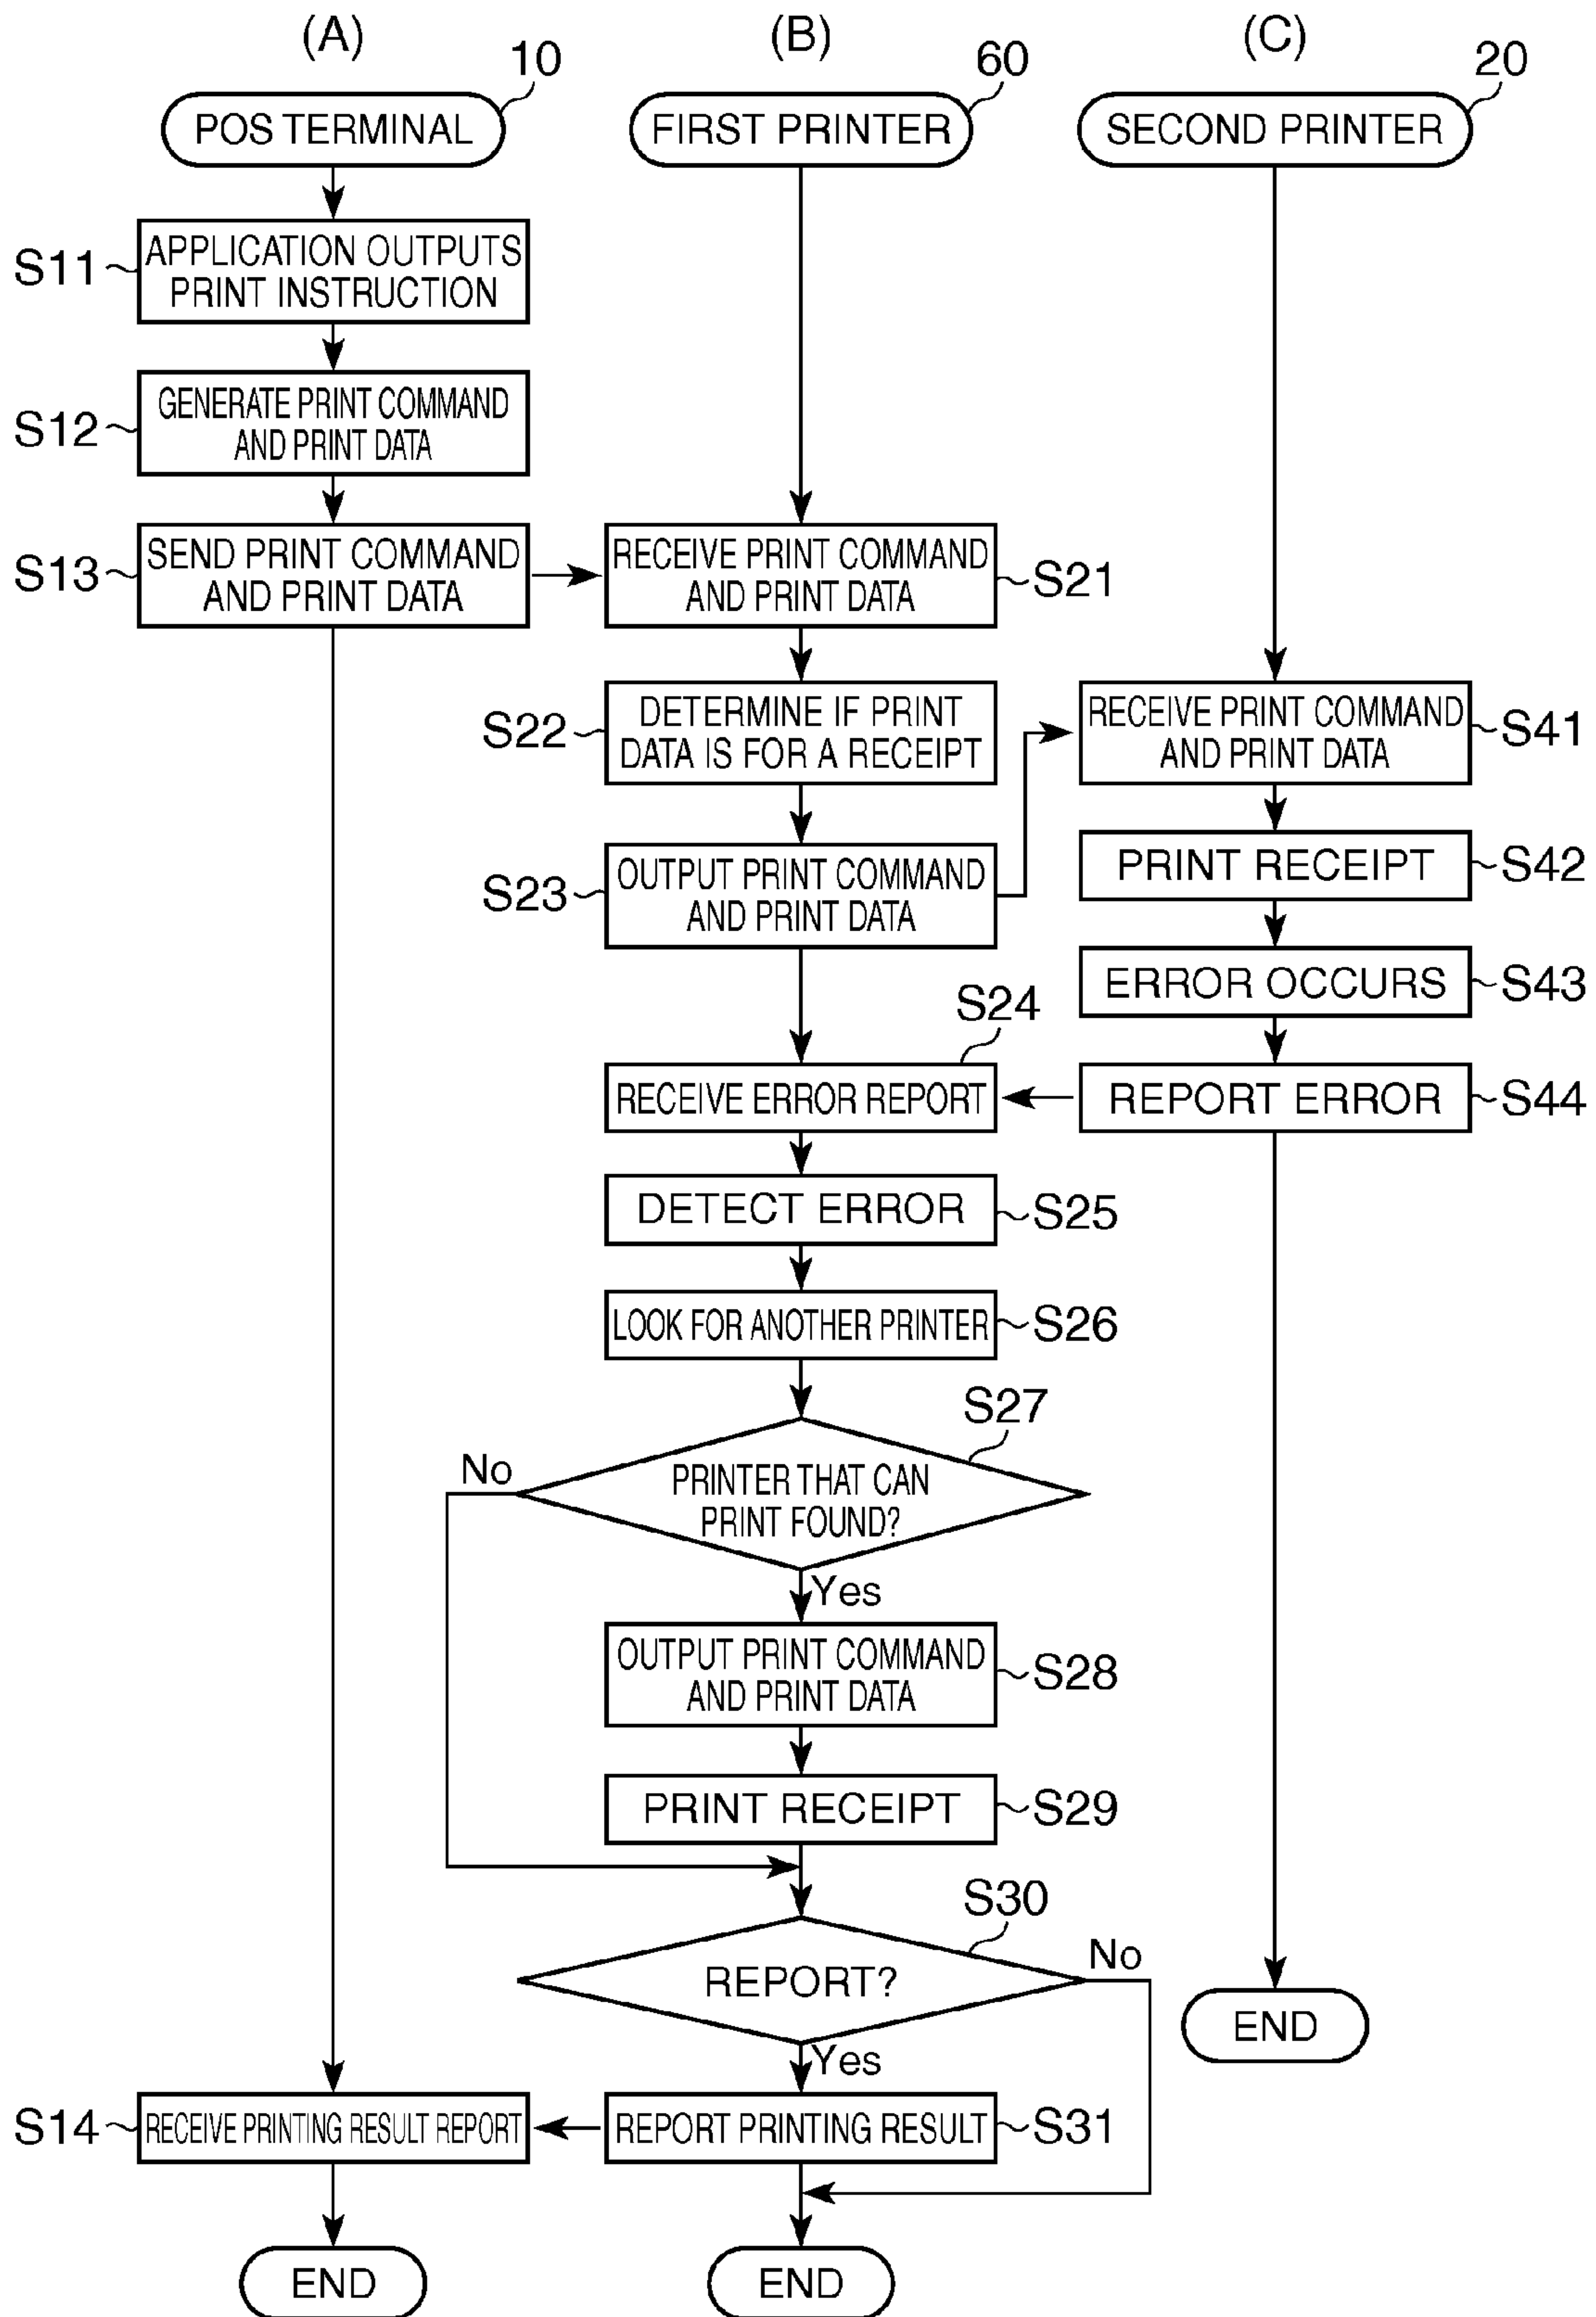 (A)
(B)
(C)
10
60
20
POS TERMINAL
FIRST PRINTER
SECOND PRINTER
S11
APPLICATION OUTPUTS
PRINT INSTRUCTION
S12
GENERATE PRINT COMMAND
AND PRINT DATA
S13
SEND PRINT COMMAND
AND PRINT DATA
RECEIVE PRINT COMMAND
AND PRINT DATA
S21
S22
DETERMINE IF PRINT
DATA IS FOR A RECEIPT
RECEIVE PRINT COMMAND
AND PRINT DATA
S41
S23
OUTPUT PRINT COMMAND
AND PRINT DATA
PRINT RECEIPT
S42
ERROR OCCURS
S43
S24
RECEIVE ERROR REPORT
REPORT ERROR
S44
DETECT ERROR
S25
LOOK FOR ANOTHER PRINTER
S26
S27
No
PRINTER THAT CAN
PRINT FOUND?
Yes
OUTPUT PRINT COMMAND
AND PRINT DATA
S28
PRINT RECEIPT
S29
S30
No
REPORT?
END
Yes
S14
RECEIVE PRINTING RESULT REPORT
REPORT PRINTING RESULT
S31
END
END